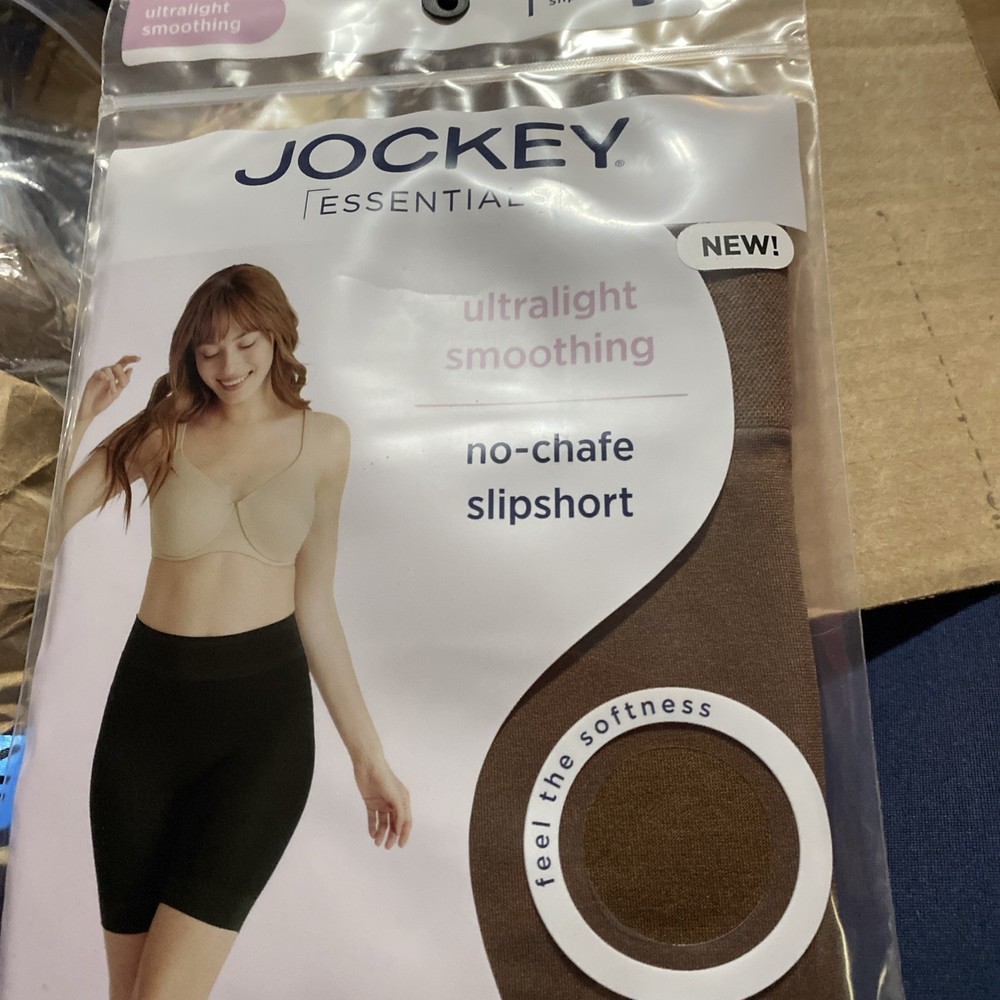 ultralight
smoothing
JOCKEY®
ESSENTIAL
NEW!
ultralight
smoothing
no-chafe
slipshort
feel the softness